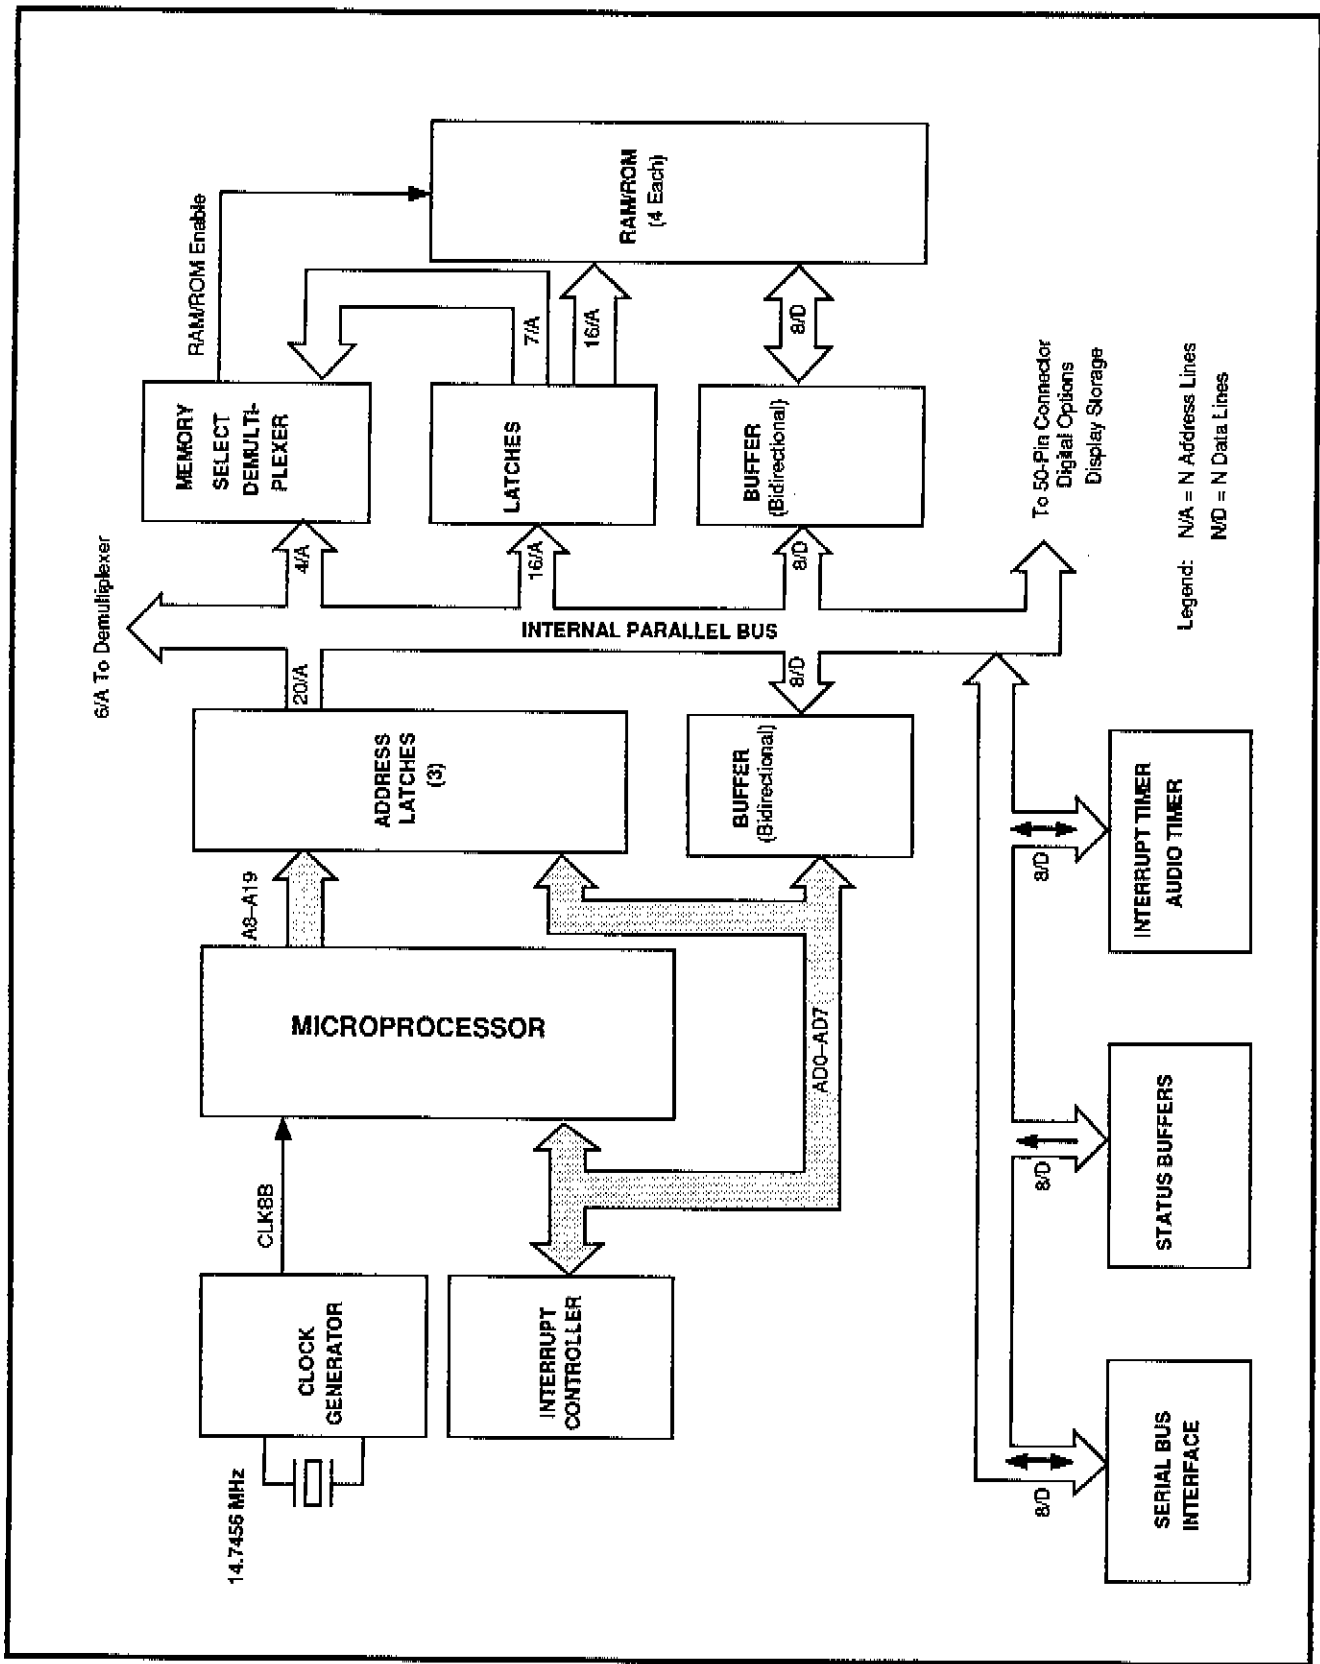 6/A To Demultiplexer
RAM/ROM Enable
14.7456 MHz
CLOCK
GENERATOR
CLK8B
MICROPROCESSOR
A8–A19
ADDRESS
LATCHES
(3)
20/A
4/A
MEMORY
SELECT
DEMULTI-
PLEXER
7/A
16/A
LATCHES
16/A
RAM/ROM
(4 Each)
INTERRUPT
CONTROLLER
AD0–AD7
BUFFER
(Bidirectional)
8/D
INTERNAL PARALLEL BUS
8/D
BUFFER
(Bidirectional)
8/D
To 50-Pin Connector
Digital Options
Display Storage
8/D
SERIAL BUS
INTERFACE
8/D
STATUS BUFFERS
8/D
INTERRUPT TIMER
AUDIO TIMER
Legend: N/A = N Address Lines
N/D = N Data Lines